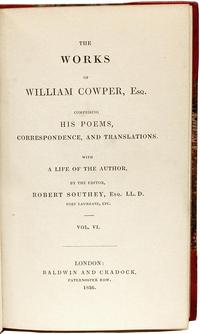 THE
WORKS
OF
WILLIAM COWPER, Esq.
COMPRISING
HIS POEMS,
CORRESPONDENCE, AND TRANSLATIONS.
WITH
A LIFE OF THE AUTHOR,
BY THE EDITOR,
ROBERT SOUTHEY, Esq. LL. D.
POET LAUREATE, ETC.
VOL. VI.
LONDON:
BALDWIN AND CRADOCK,
PATERNOSTER ROW.
1836.